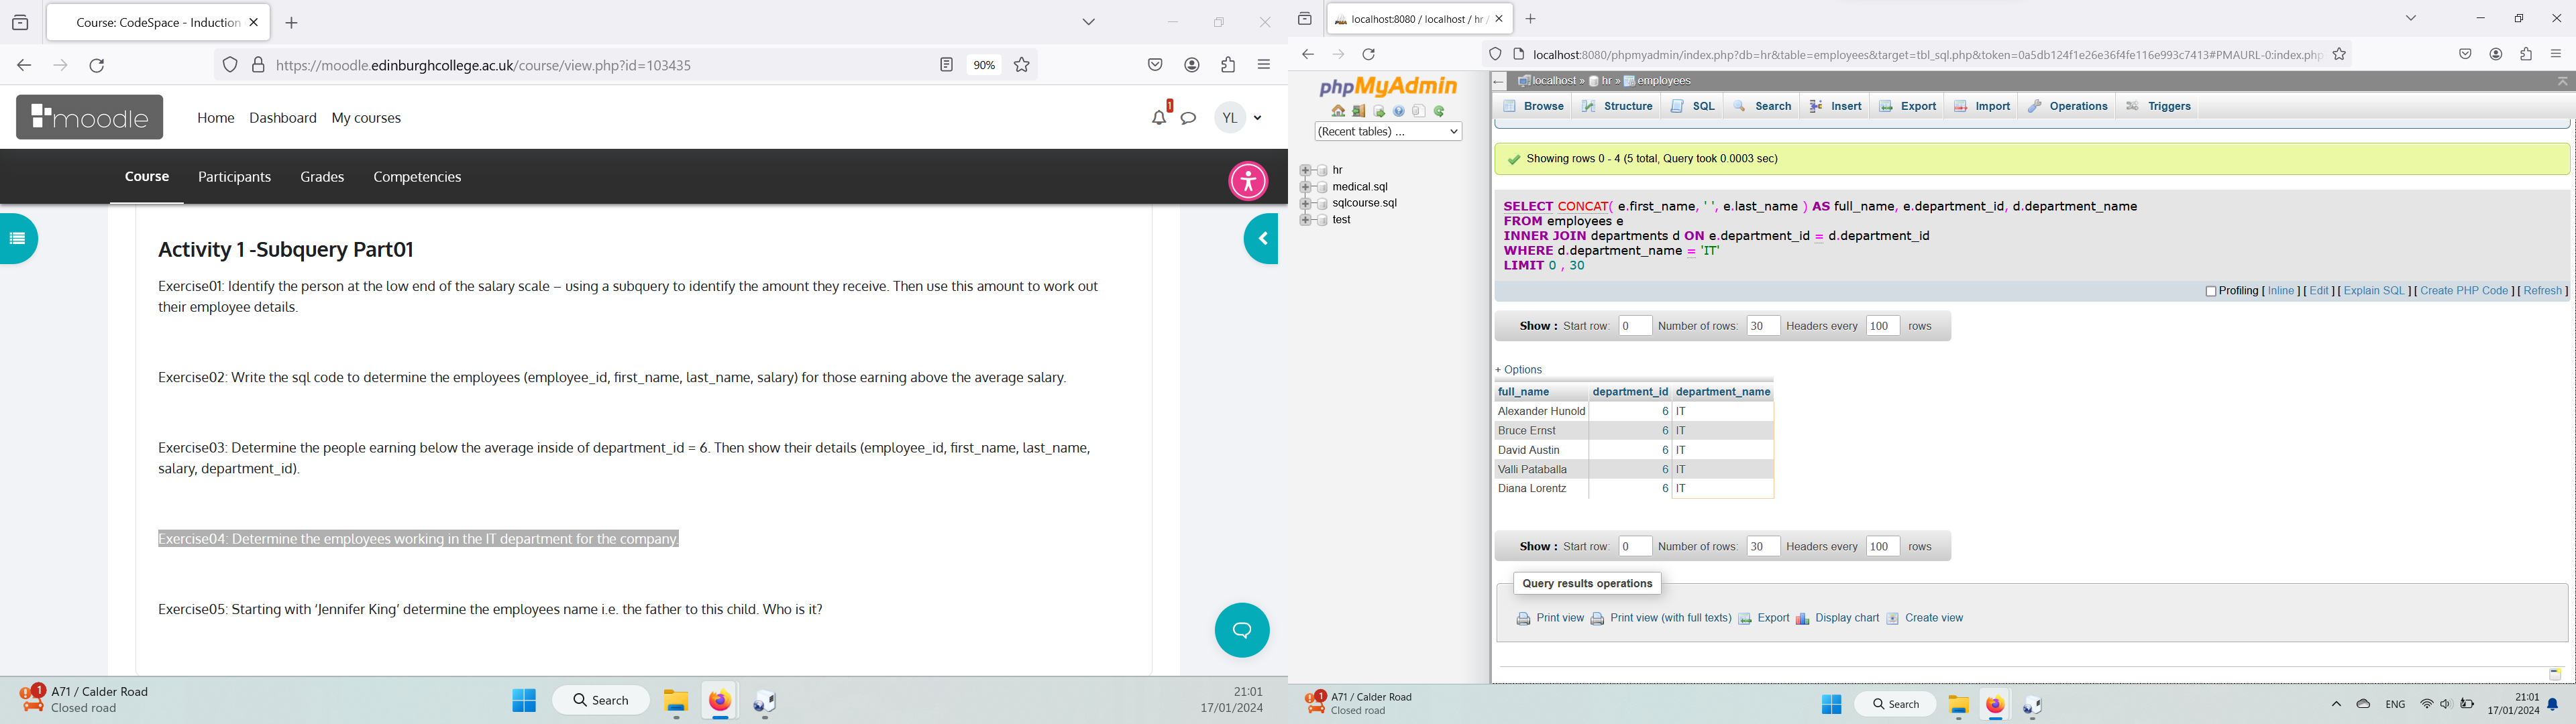 Course: CodeSpace - Induction
https://moodle.edinburghcollege.ac.uk/course/view.php?id=103435
90%
moodle
Home Dashboard My courses
1
YL
Course Participants Grades Competencies
Activity 1 -Subquery Part01
Exercise01: Identify the person at the low end of the salary scale – using a subquery to identify the amount they receive. Then use this amount to work out
their employee details.
Exercise02: Write the sql code to determine the employees (employee_id, first_name, last_name, salary) for those earning above the average salary.
Exercise03: Determine the people earning below the average inside of department_id = 6. Then show their details (employee_id, first_name, last_name,
salary, department_id).
Exercise04: Determine the employees working in the IT department for the company.
Exercise05: Starting with ‘Jennifer King’ determine the employees name i.e. the father to this child. Who is it?
1
A71 / Calder Road
Closed road
Search
21:01
17/01/2024
localhost:8080 / localhost / hr /
localhost:8080/phpmyadmin/index.php?db=hr&table=employees&target=tbl_sql.php&token=0a5db124f1e26e36f4fe116e993c7413#PMAURL-0:index.php
phpMyAdmin
(Recent tables) ...
hr
medical.sql
sqlcourse.sql
test
localhost » hr » employees
Browse Structure SQL Search Insert Export Import Operations Triggers
Showing rows 0 - 4 (5 total, Query took 0.0003 sec)
SELECT CONCAT( e.first_name, ' ', e.last_name ) AS full_name, e.department_id, d.department_name
FROM employees e
INNER JOIN departments d ON e.department_id = d.department_id
WHERE d.department_name = 'IT'
LIMIT 0 , 30
Profiling [ Inline ] [ Edit ] [ Explain SQL ] [ Create PHP Code ] [ Refresh ]
Show : Start row: 0 Number of rows: 30 Headers every 100 rows
+ Options
full_name department_id department_name
Alexander Hunold 6 IT
Bruce Ernst 6 IT
David Austin 6 IT
Valli Pataballa 6 IT
Diana Lorentz 6 IT
Show : Start row: 0 Number of rows: 30 Headers every 100 rows
Query results operations
Print view Print view (with full texts) Export Display chart Create view
1
A71 / Calder Road
Closed road
Search
ENG
21:01
17/01/2024